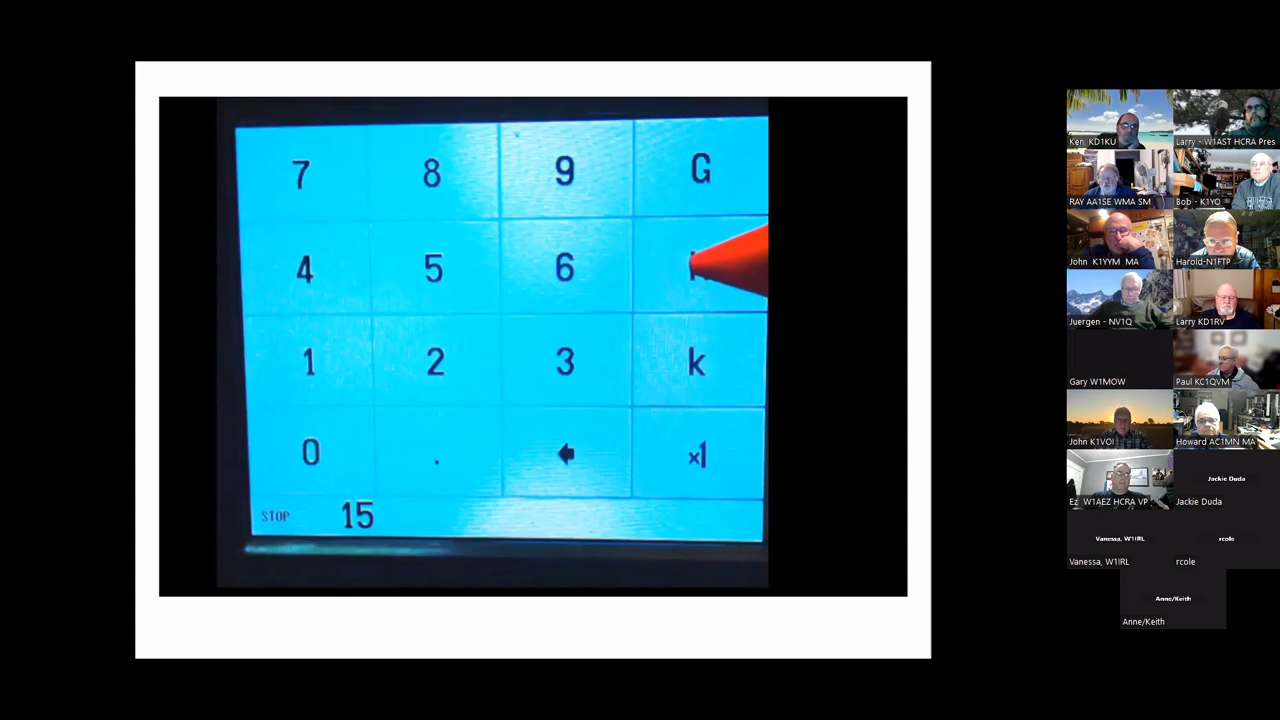 7 8 9 G
4 5 6
1 2 3 k
0 . x1
STOP 15
Ken KD1KU
Larry - W1AST HCRA Pres
RAY AA1SE WMA SM
Bob - K1YO
John K1YYM MA
Harold-N1FTP
Juergen - NV1Q
Larry KD1RV
Gary W1MOW
Paul KC1QVM
John K1VOI
Howard AC1MN MA
Ez W1AEZ HCRA VP
Jackie Duda
Jackie Duda
Vanessa, W1IRL
rcole
Vanessa, W1IRL
rcole
Anne/Keith
Anne/Keith